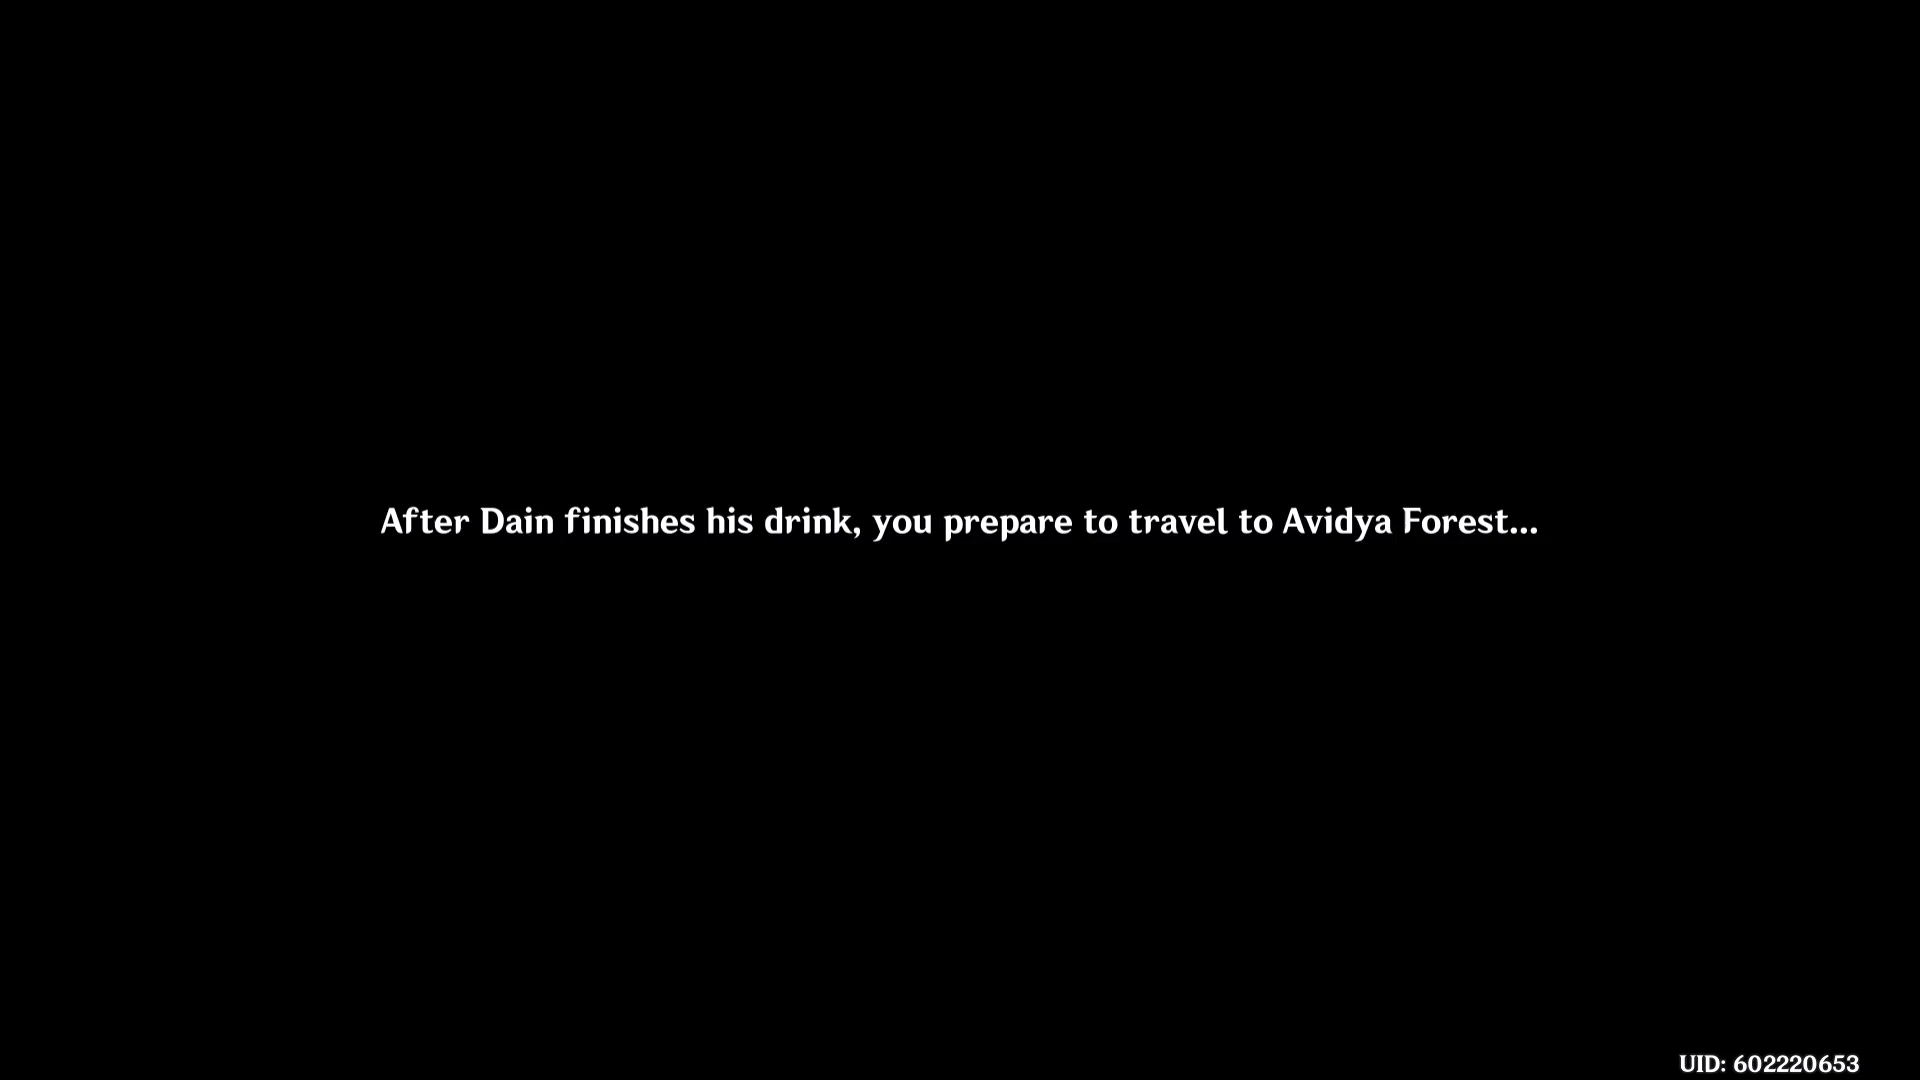 After Dain finishes his drink, you prepare to travel to Avidya Forest...
UID: 602220653